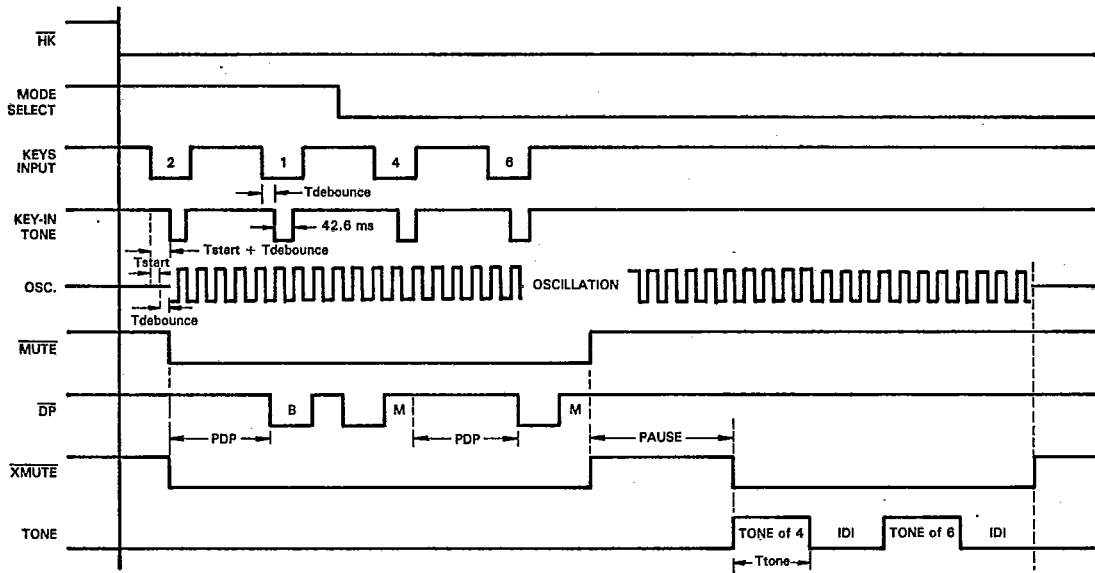 HK
MODE
SELECT
KEYS
INPUT
2
1
4
6
Tdebounce
KEY-IN
TONE
42.6 ms
Tstart + Tdebounce
Tstart
OSC.
OSCILLATION
Tdebounce
MUTE
DP
B
M
M
PDP
PDP
PAUSE
XMUTE
TONE
TONE of 4
IDI
TONE of 6
IDI
Ttone